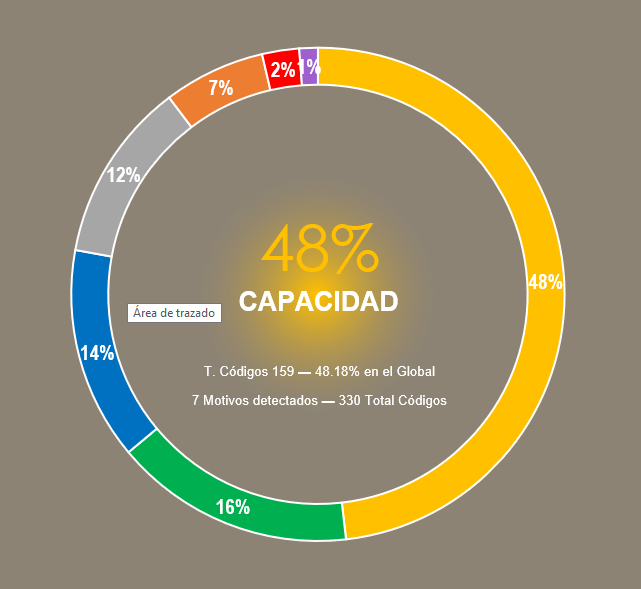 2%
1%
7%
12%
48%
CAPACIDAD
48%
Área de trazado
14%
T. Códigos 159 — 48.18% en el Global
7 Motivos detectados — 330 Total Códigos
16%